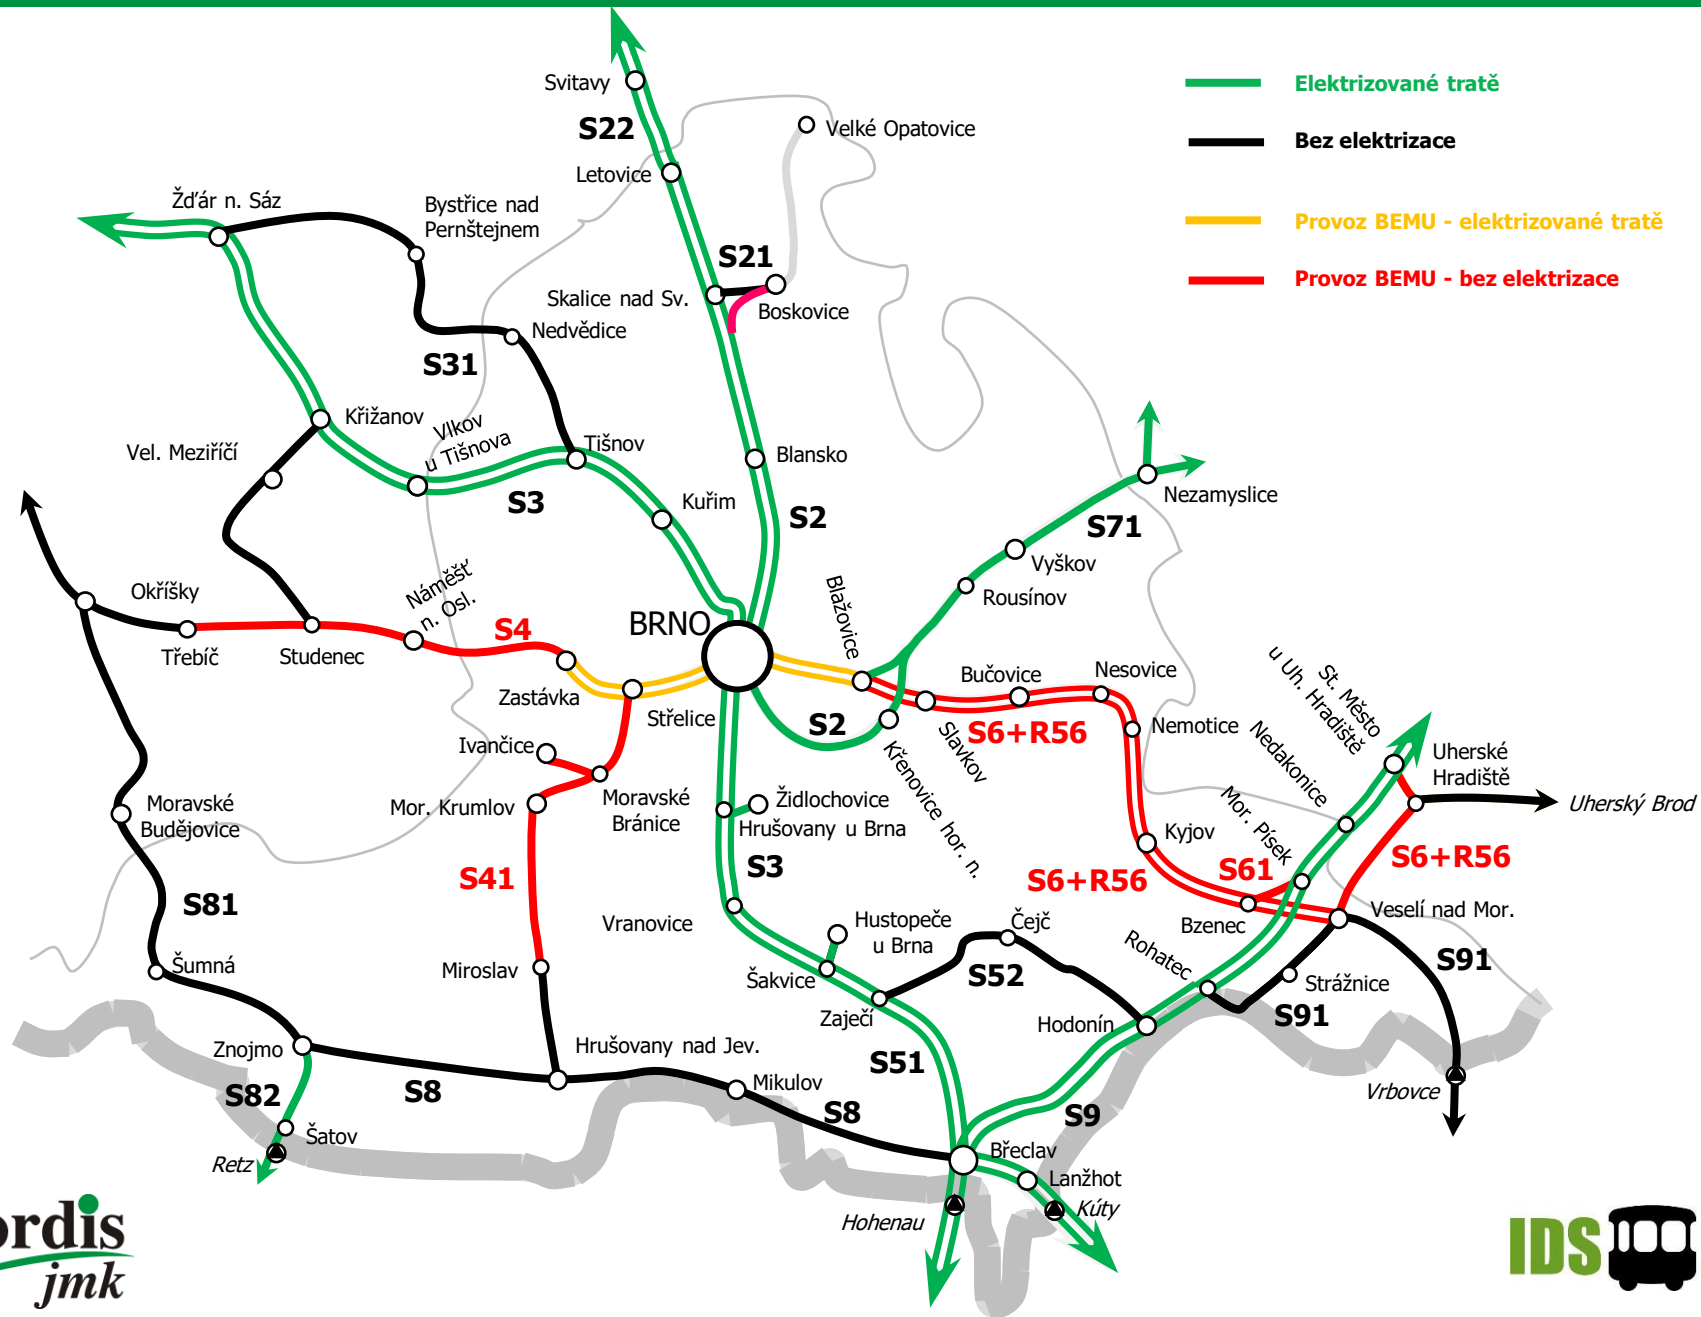 Svitavy
S22
Letovice
Velké Opatovice
Elektrizované tratě
Bez elektrizace
Provoz BEMU - elektrizované tratě
Provoz BEMU - bez elektrizace
Žďár n. Sáz
Bystřice nad
Pernštejnem
S21
Skalice nad Sv.
Boskovice
Nedvědice
S31
Křižanov
Vlkov
u Tišnova
Tišnov
Vel. Meziříčí
S3
Kuřim
Blansko
S2
Nezamyslice
S71
Vyškov
Rousínov
Okříšky
Třebíč
Studenec
Náměšť
n. Osl.
S4
Zastávka
BRNO
Střelice
Blažovice
S2
Křenovice hor. n.
Slavkov
Bučovice
S6+R56
Nesovice
Nemotice
St. Město
u Uh. Hradiště
Nedakonice
Mor. Písek
Uherské
Hradiště
Uherský Brod
Ivančice
Mor. Krumlov
Moravské
Bránice
Židlochovice
Hrušovany u Brna
Moravské
Budějovice
Kyjov
S6+R56
S61
S6+R56
S41
S3
S81
Vranovice
Hustopeče
u Brna
Čejč
Bzenec
Veselí nad Mor.
Rohatec
Šumná
Miroslav
Šakvice
S52
Strážnice
S91
Zaječí
Hodonín
S91
Znojmo
Hrušovany nad Jev.
S51
S82
S8
Mikulov
S8
S9
Vrbovce
Šatov
Retz
Břeclav
Lanžhot
Hohenau
Kúty
ordis
jmk
IDS